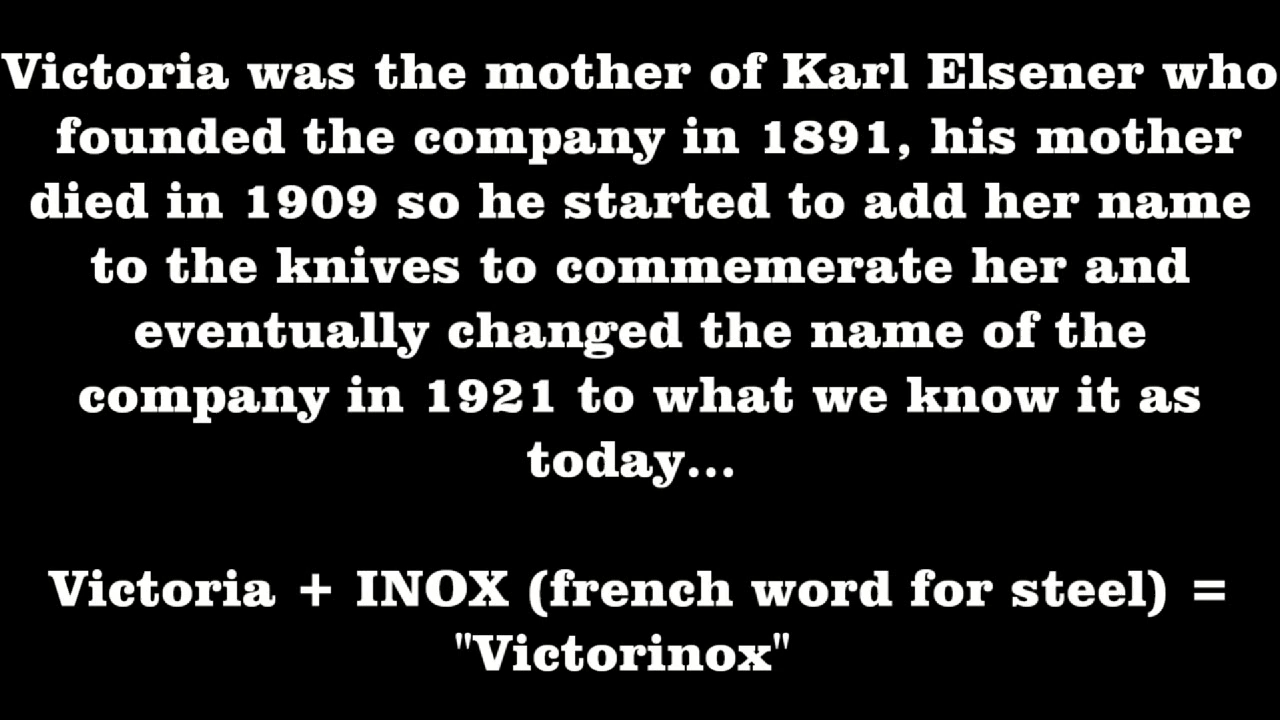 Victoria was the mother of Karl Elsener who
founded the company in 1891, his mother
died in 1909 so he started to add her name
to the knives to commemerate her and
eventually changed the name of the
company in 1921 to what we know it as
today...
Victoria + INOX (french word for steel) =
"Victorinox"